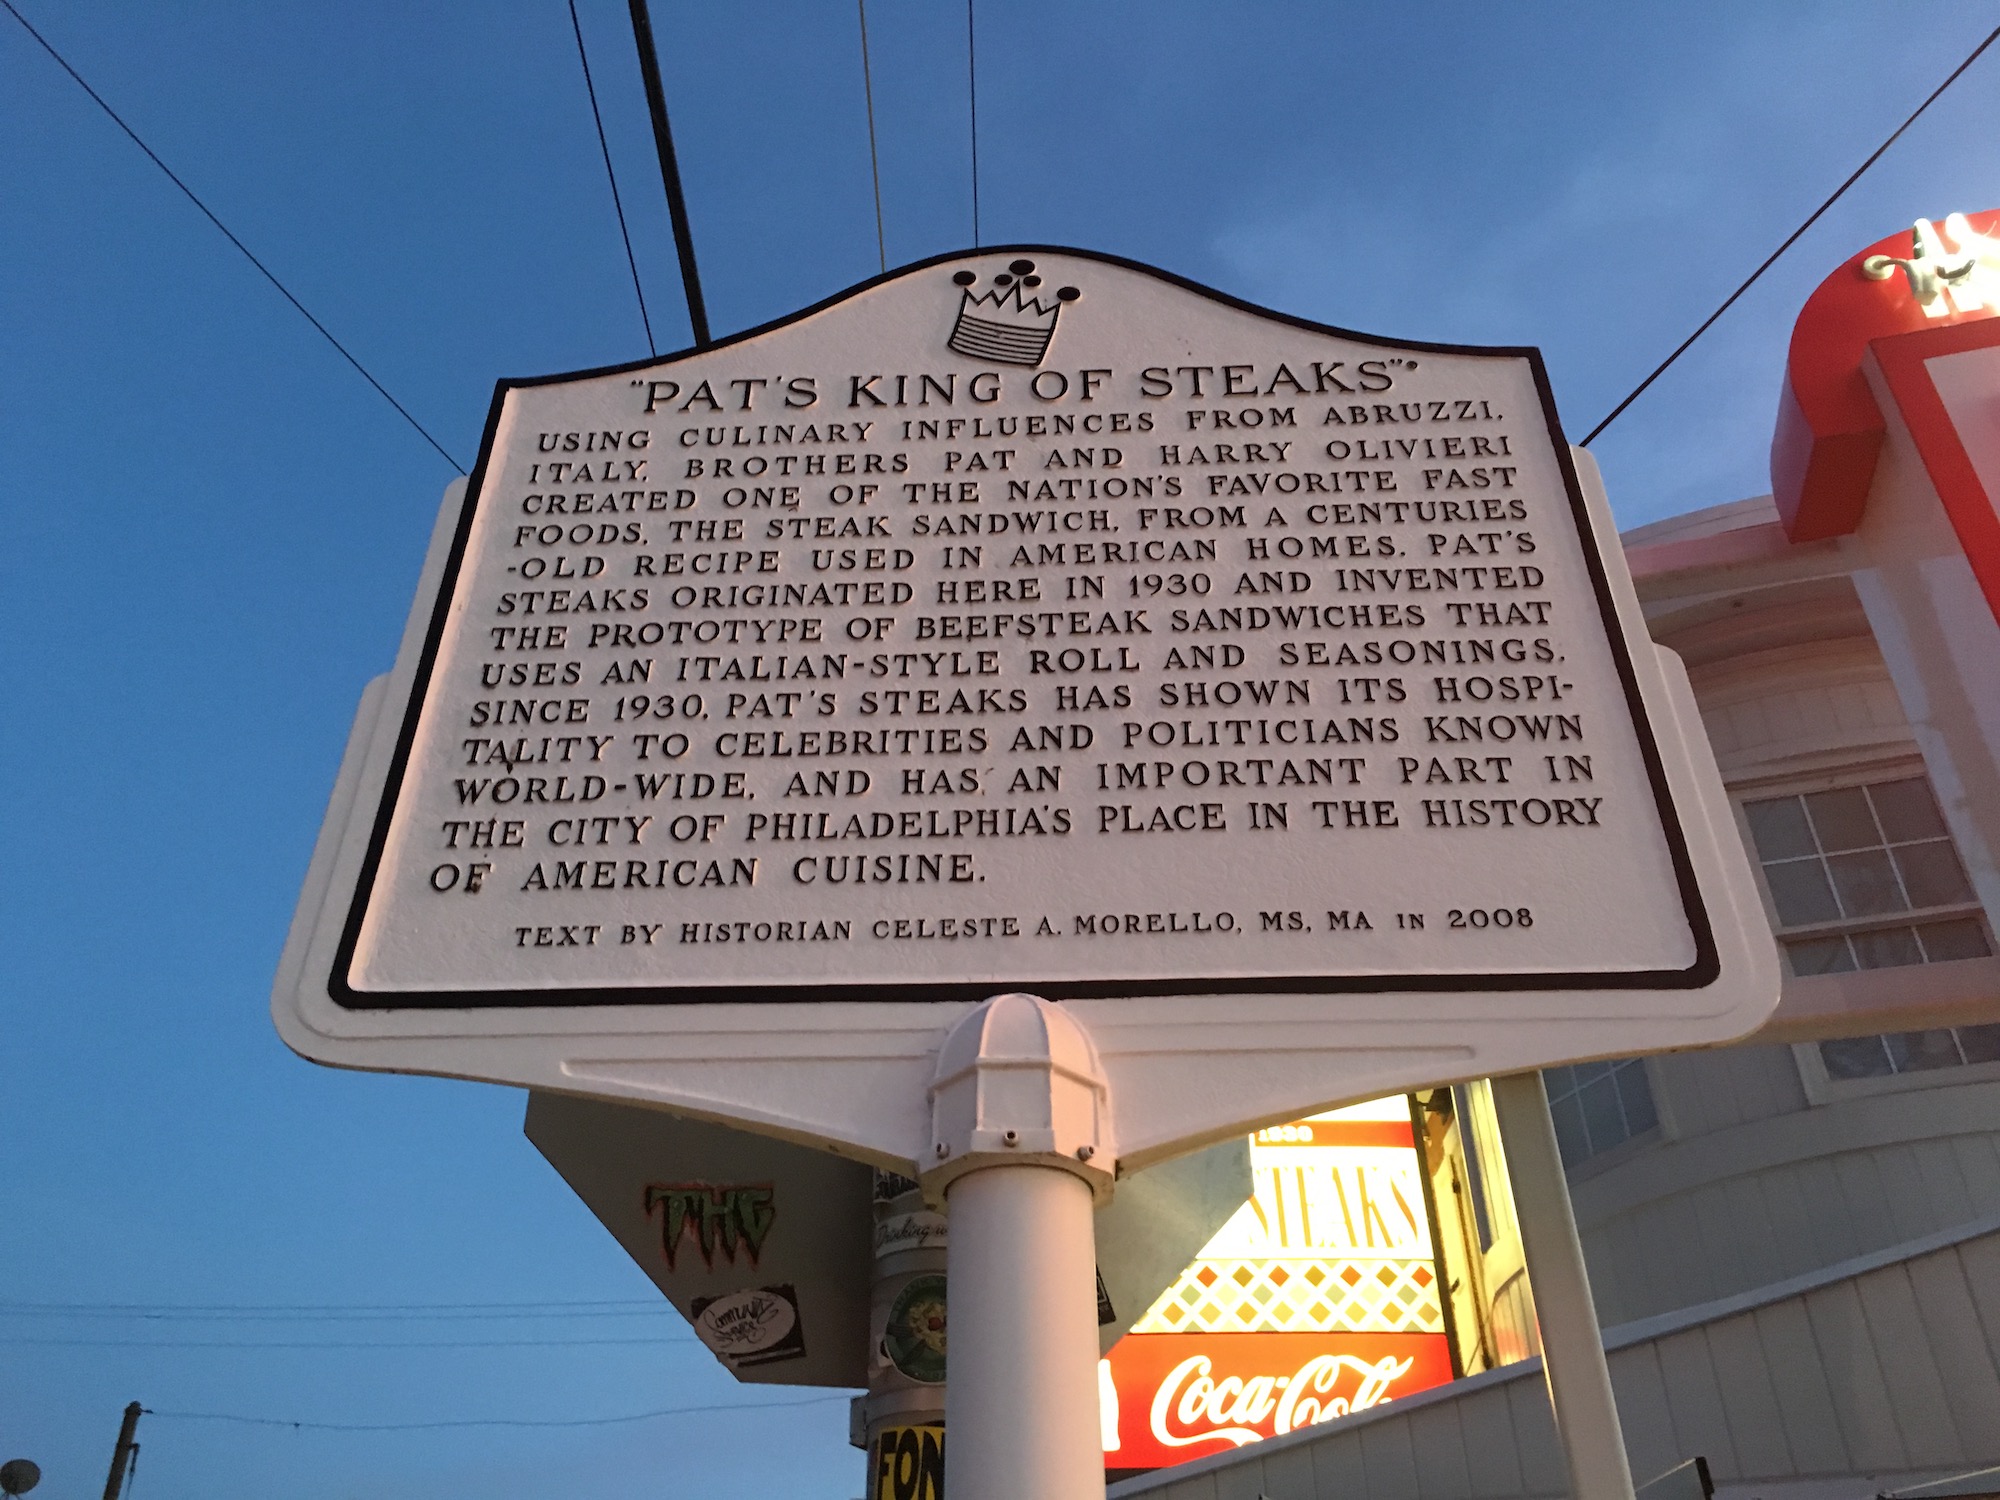 "PAT'S KING OF STEAKS"®
USING CULINARY INFLUENCES FROM ABRUZZI,
ITALY, BROTHERS PAT AND HARRY OLIVIERI
CREATED ONE OF THE NATION'S FAVORITE FAST
FOODS, THE STEAK SANDWICH, FROM A CENTURIES
-OLD RECIPE USED IN AMERICAN HOMES. PAT'S
STEAKS ORIGINATED HERE IN 1930 AND INVENTED
THE PROTOTYPE OF BEEFSTEAK SANDWICHES THAT
USES AN ITALIAN-STYLE ROLL AND SEASONINGS.
SINCE 1930, PAT'S STEAKS HAS SHOWN ITS HOSPI-
TALITY TO CELEBRITIES AND POLITICIANS KNOWN
WORLD-WIDE, AND HAS AN IMPORTANT PART IN
THE CITY OF PHILADELPHIA'S PLACE IN THE HISTORY
OF AMERICAN CUISINE.
TEXT BY HISTORIAN CELESTE A. MORELLO, MS, MA IN 2008
1930
STEAKS
THC
Drinking
Community
Service
Coca-Cola
FON